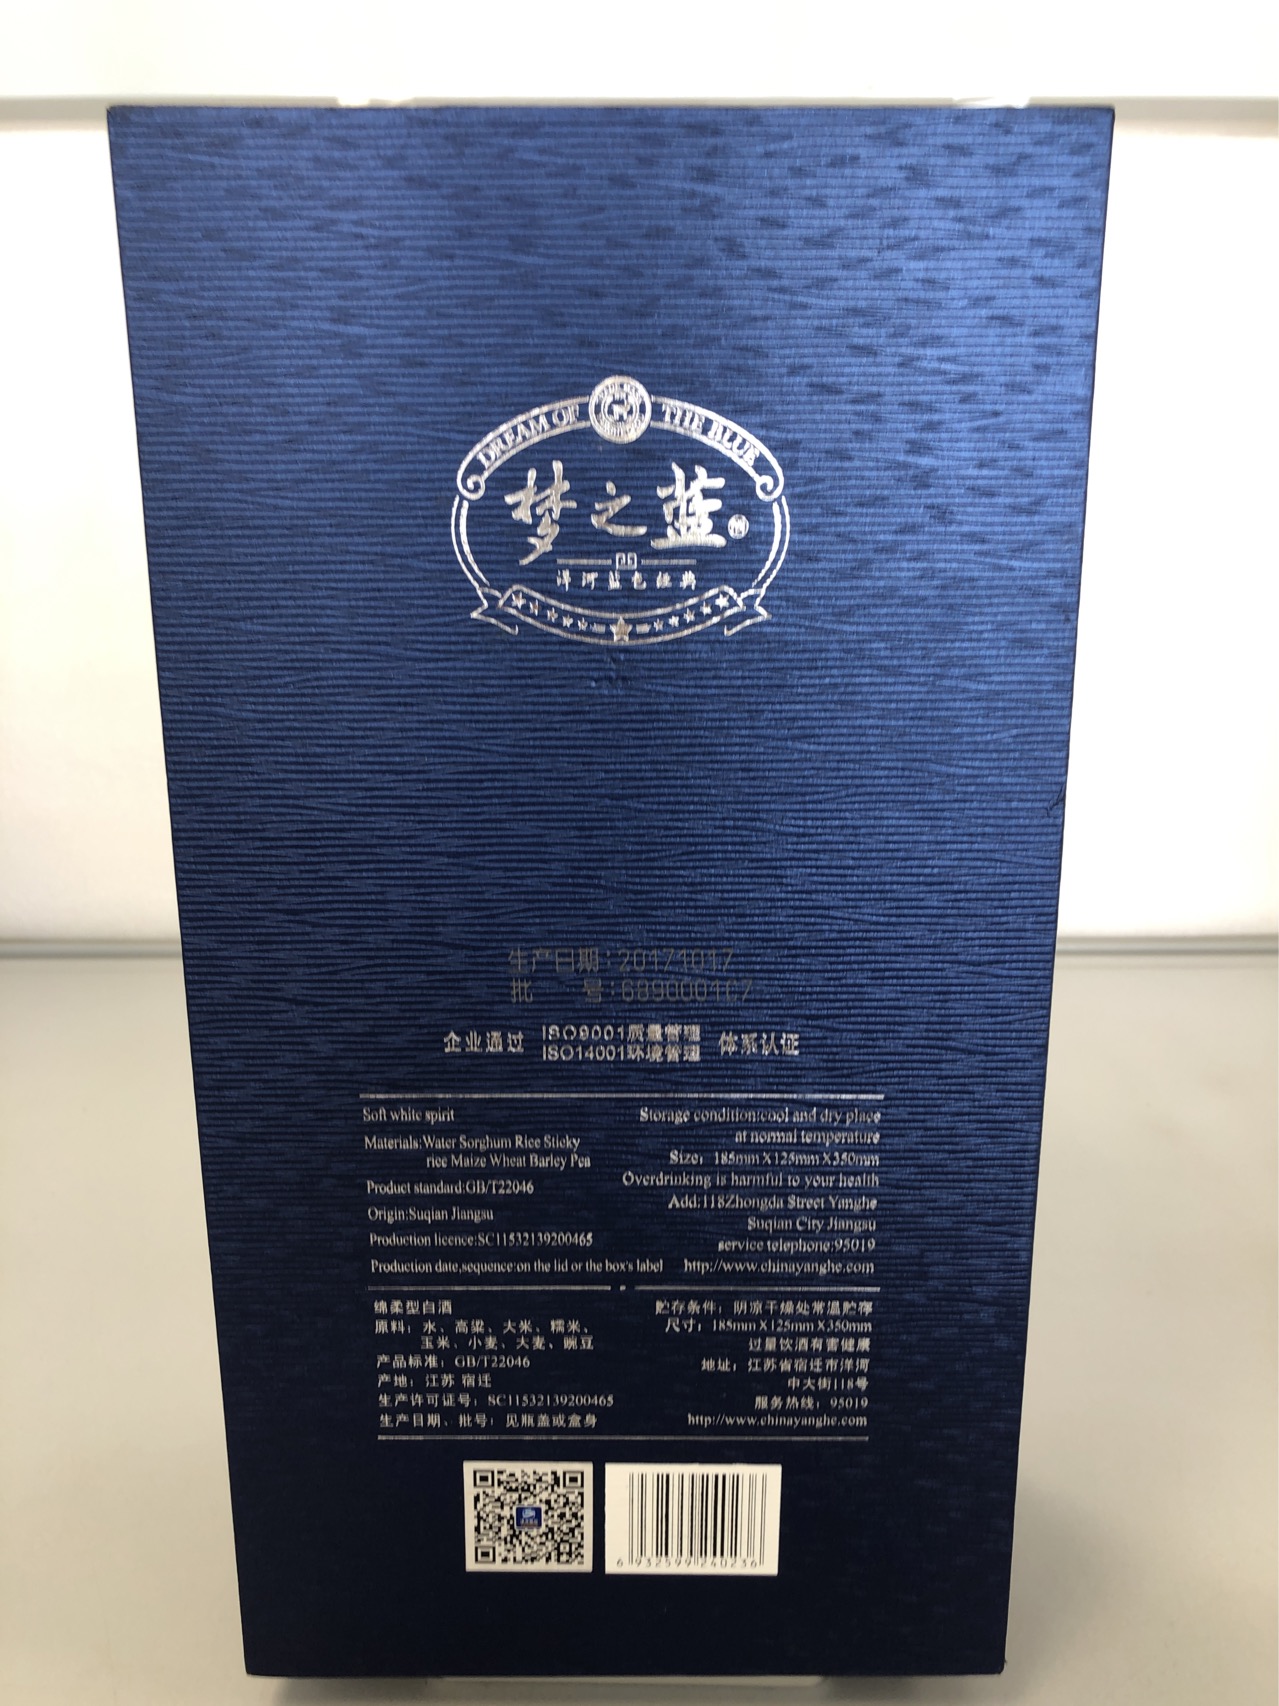 DREAM OF THE BLUE
梦之蓝
洋河蓝色经典
生产日期:20171017
批 号:6890001C7
企业通过 ISO9001质量管理 体系认证
ISO14001环境管理
Soft white spirit
Materials:Water Sorghum Rice Sticky
rice Maize Wheat Barley Pea
Product standard:GB/T22046
Origin:Suqian Jiangsu
Production licence:SC11532139200465
Production date,sequence:on the lid or the box's label
Storage condition:cool and dry place
at normal temperature
Size: 185mm X 125mm X 350mm
Overdrinking is harmful to your health
Add:118Zhongda Street Yanghe
Suqian City Jiangsu
service telephone:95019
http://www.chinayanghe.com
绵柔型白酒
原料：水、高粱、大米、糯米、
玉米、小麦、大麦、豌豆
产品标准：GB/T22046
产地：江苏 宿迁
生产许可证号：SC11532139200465
生产日期、批号：见瓶盖或盒身
贮存条件：阴凉干燥处常温贮存
尺寸：185mm X 125mm X 350mm
过量饮酒有害健康
地址：江苏省宿迁市洋河
中大街118号
服务热线：95019
http://www.chinayanghe.com
6 932599 240236